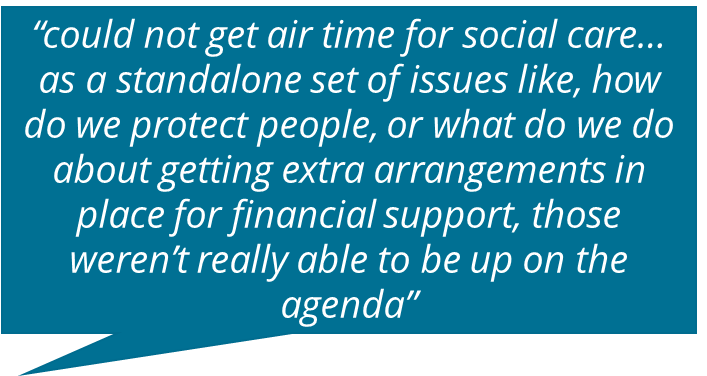 “could not get air time for social care...
as a standalone set of issues like, how
do we protect people, or what do we do
about getting extra arrangements in
place for financial support, those
weren’t really able to be up on the
agenda”